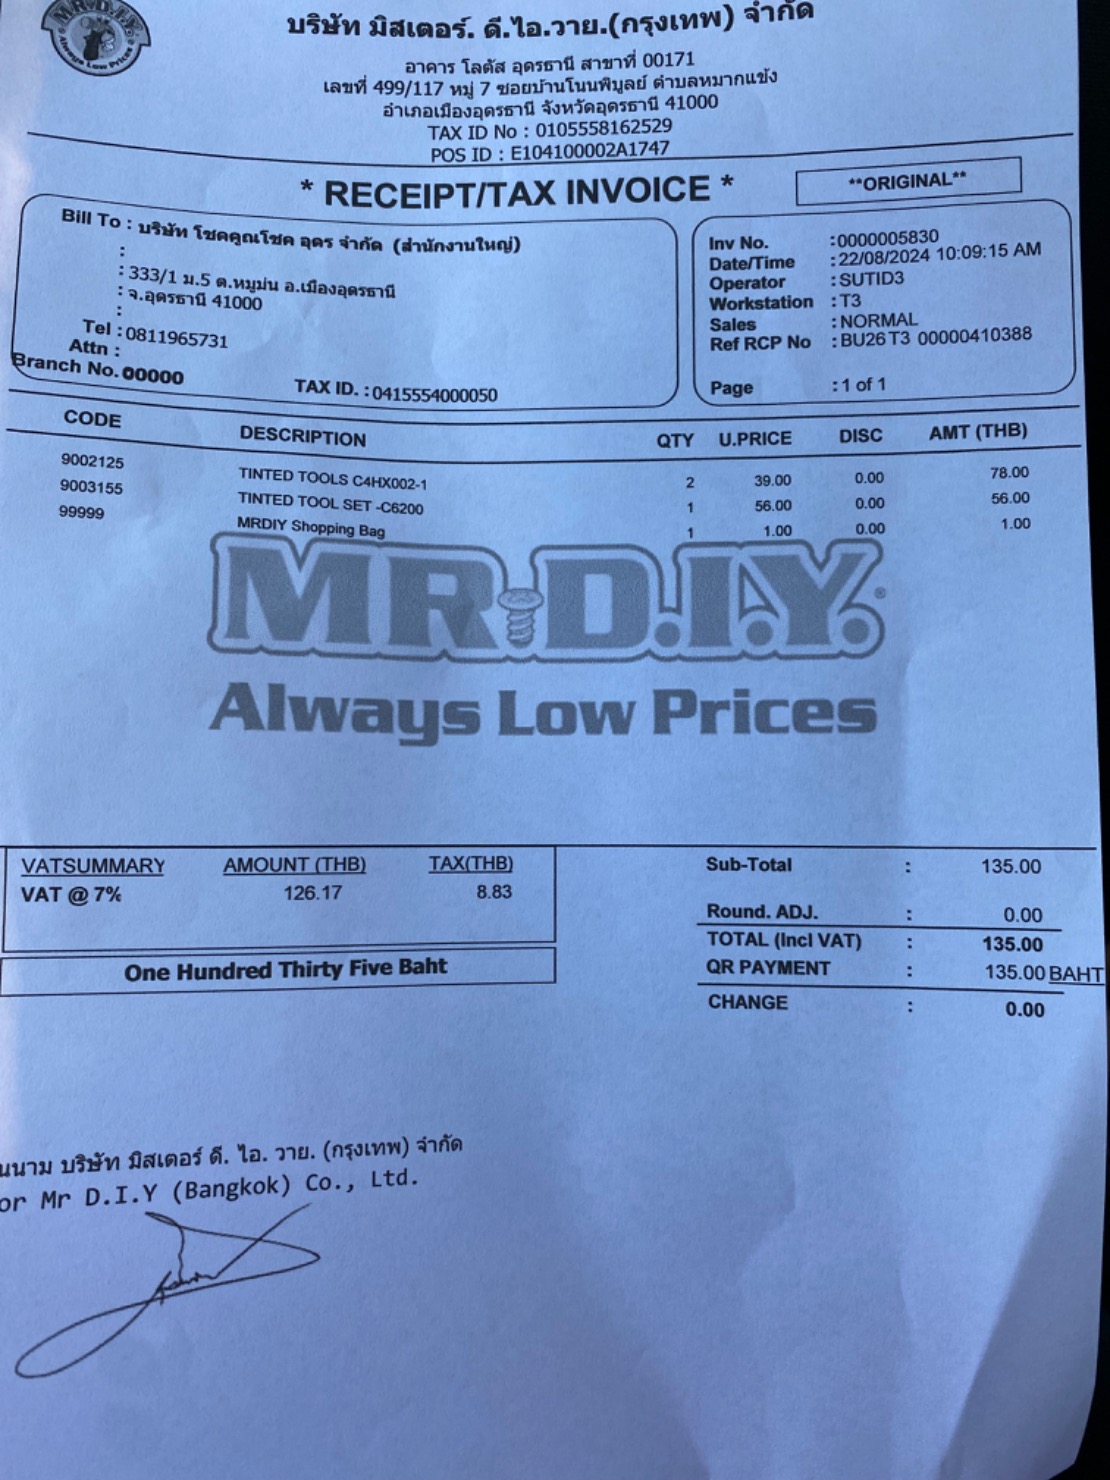 MR.D.I.Y.
Always Low Prices
บริษัท มิสเตอร์. ดี.ไอ.วาย.(กรุงเทพ) จำกัด
อาคาร โลตัส อุดรธานี สาขาที่ 00171
เลขที่ 499/117 หมู่ 7 ซอยบ้านโนนพิบูลย์ ตำบลหมากแข้ง
อำเภอเมืองอุดรธานี จังหวัดอุดรธานี 41000
TAX ID No : 0105558162529
POS ID : E104100002A1747
* RECEIPT/TAX INVOICE *
**ORIGINAL**
Bill To : บริษัท โชคคูณโชค อุดร จำกัด (สำนักงานใหญ่)
:
: 333/1 ม.5 ต.หมูม่น อ.เมืองอุดรธานี
: จ.อุดรธานี 41000
:
Tel : 0811965731
Attn :
Branch No. 00000 TAX ID. : 0415554000050
Inv No. :0000005830
Date/Time :22/08/2024 10:09:15 AM
Operator :SUTID3
Workstation :T3
Sales :NORMAL
Ref RCP No :BU26 T3 00000410388
Page :1 of 1
CODE DESCRIPTION QTY U.PRICE DISC AMT (THB)
9002125 TINTED TOOLS C4HX002-1 2 39.00 0.00 78.00
9003155 TINTED TOOL SET -C6200 1 56.00 0.00 56.00
99999 MRDIY Shopping Bag 1 1.00 0.00 1.00
MR.D.I.Y.®
Always Low Prices
VATSUMMARY AMOUNT (THB) TAX(THB)
VAT @ 7% 126.17 8.83
One Hundred Thirty Five Baht
Sub-Total : 135.00
Round. ADJ. : 0.00
TOTAL (Incl VAT) : 135.00
QR PAYMENT : 135.00 BAHT
CHANGE : 0.00
นนาม บริษัท มิสเตอร์ ดี. ไอ. วาย. (กรุงเทพ) จำกัด
or Mr D.I.Y (Bangkok) Co., Ltd.